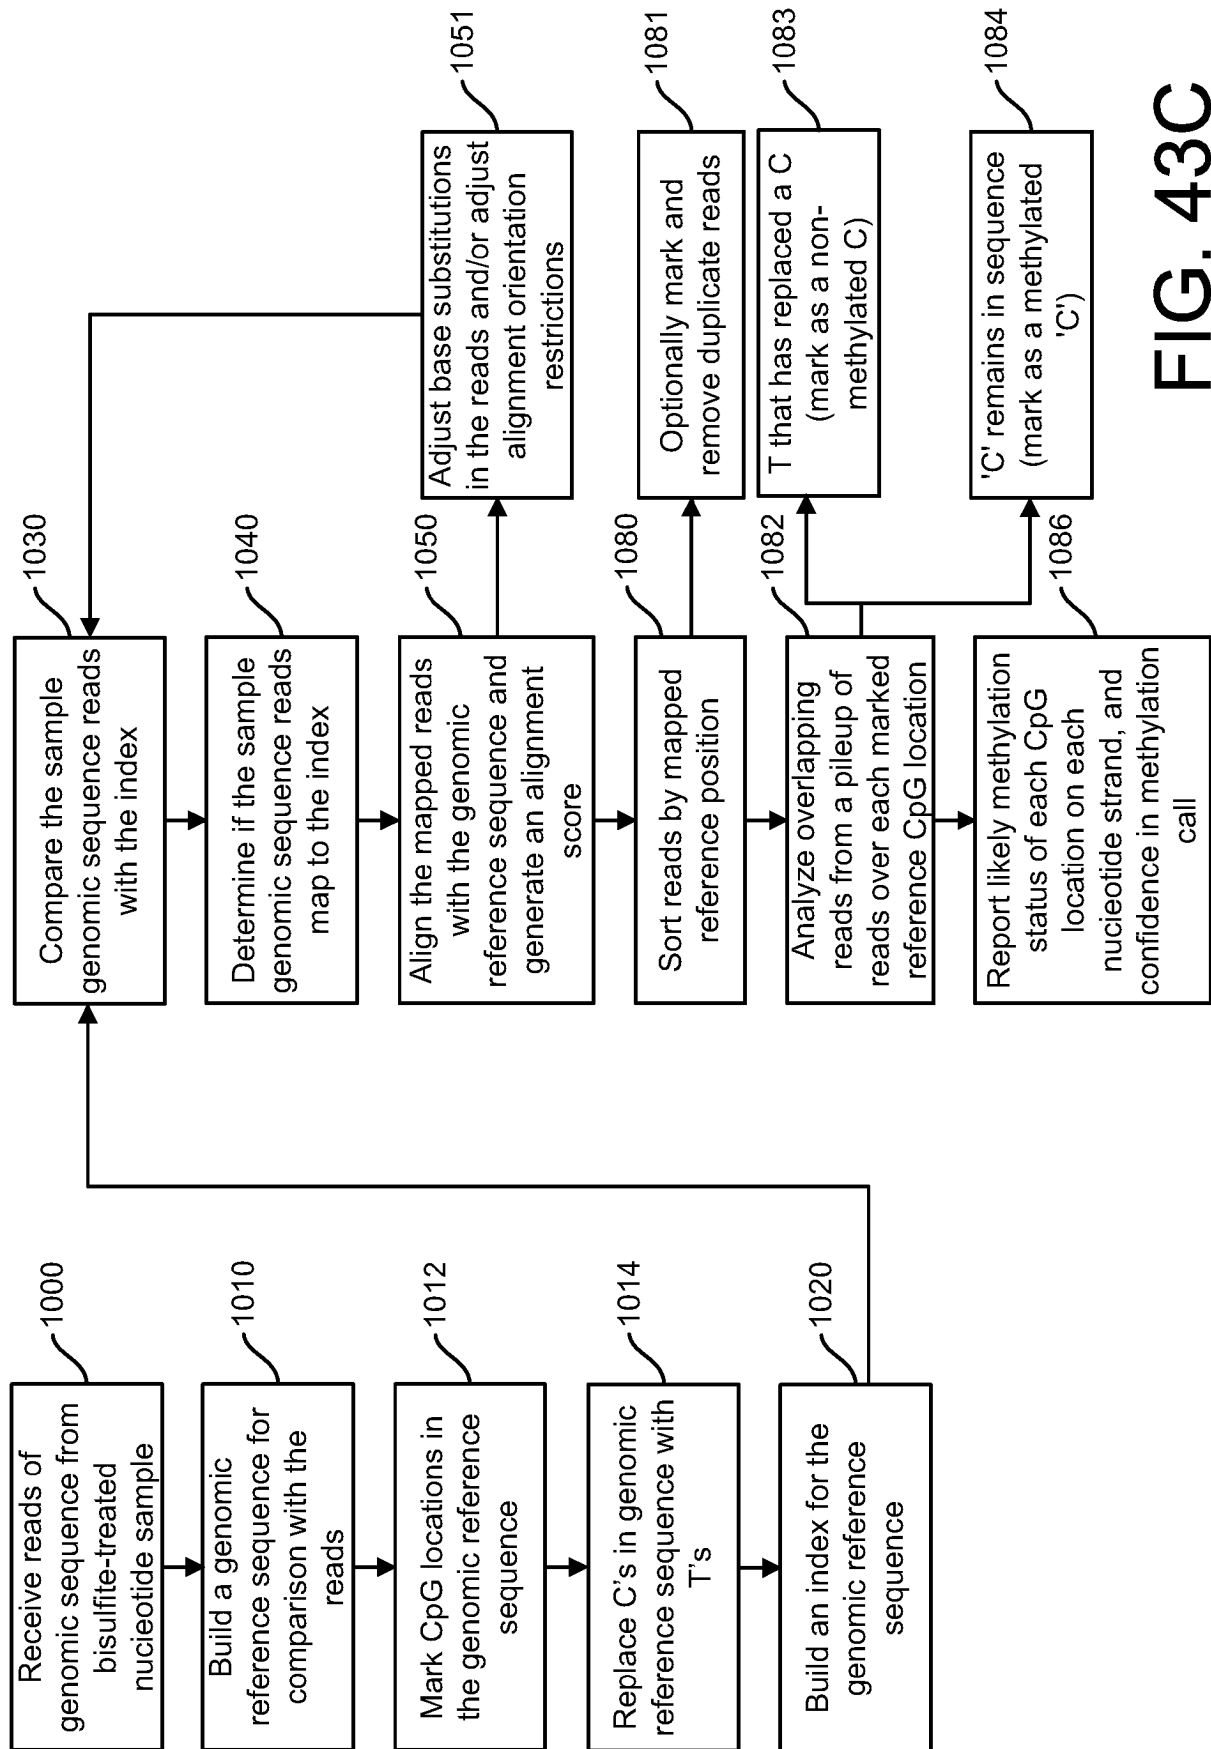 1000
Receive reads of
genomic sequence from
bisulfite-treated
nucieotide sample
1010
Build a genomic
reference sequence for
comparison with the
reads
1012
Mark CpG locations in
the genomic reference
sequence
1014
Replace C's in genomic
reference sequence with
T's
1020
Build an index for the
genomic reference
sequence
1030
Compare the sample
genomic sequence reads
with the index
1040
Determine if the sample
genomic sequence reads
map to the index
1050
Align the mapped reads
with the genomic
reference sequence and
generate an alignment
score
1051
Adjust base substitutions
in the reads and/or adjust
alignment orientation
restrictions
1080
Sort reads by mapped
reference position
1081
Optionally mark and
remove duplicate reads
1082
Analyze overlapping
reads from a pileup of
reads over each marked
reference CpG location
1083
T that has replaced a C
(mark as a non-
methylated C)
1084
'C' remains in sequence
(mark as a methylated
'C')
1086
Report likely methylation
status of each CpG
location on each
nucieotide strand, and
confidence in methylation
call
FIG. 43C